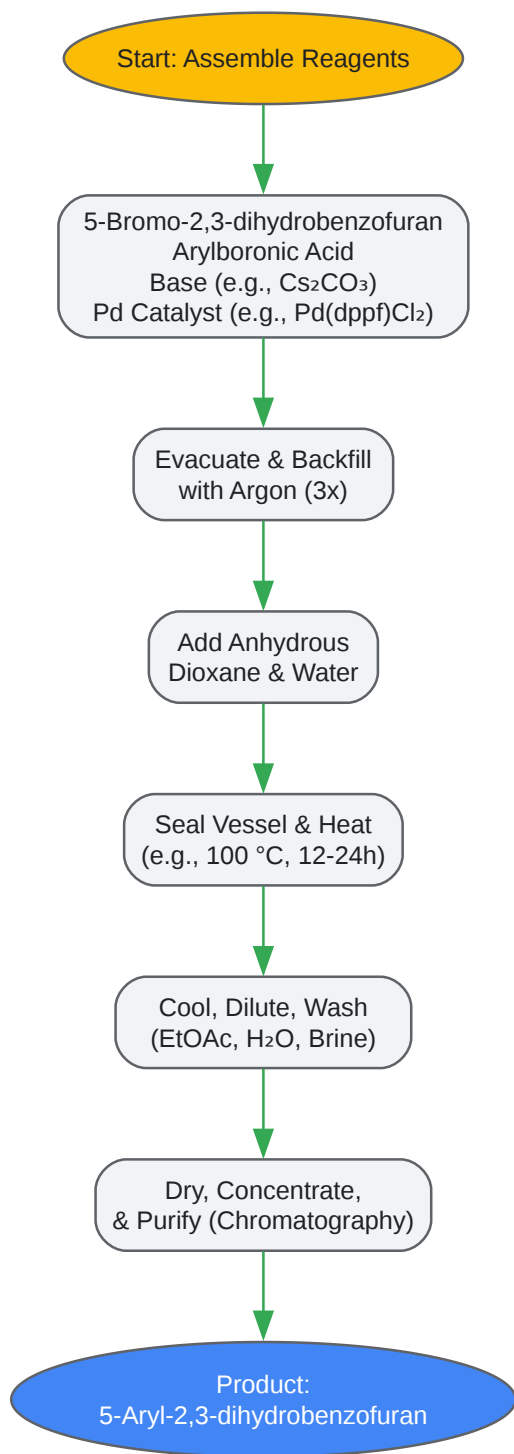 Start: Assemble Reagents
5-Bromo-2,3-dihydrobenzofuran
Arylboronic Acid
Base (e.g., Cs₂CO₃)
Pd Catalyst (e.g., Pd(dppf)Cl₂)
Evacuate & Backfill
with Argon (3x)
Add Anhydrous
Dioxane & Water
Seal Vessel & Heat
(e.g., 100 °C, 12-24h)
Cool, Dilute, Wash
(EtOAc, H₂O, Brine)
Dry, Concentrate,
& Purify (Chromatography)
Product:
5-Aryl-2,3-dihydrobenzofuran